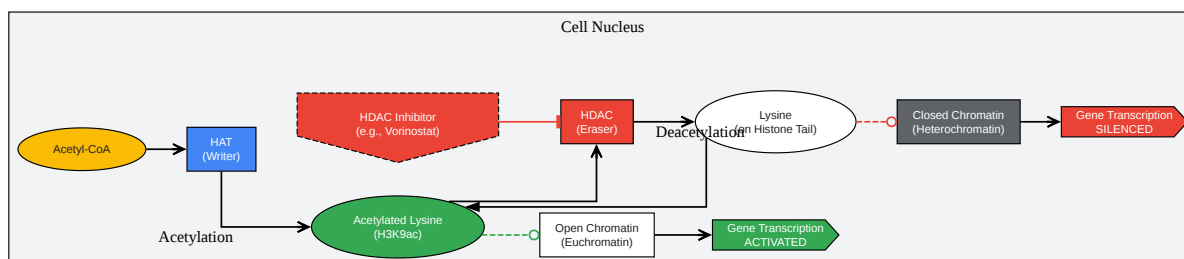 Cell Nucleus
Acetyl-CoA
HAT
(Writer)
Acetylation
HDAC Inhibitor
(e.g., Vorinostat)
HDAC
(Eraser)
Deacetylation
Lysine
(on Histone Tail)
Closed Chromatin
(Heterochromatin)
Gene Transcription
SILENCED
Acetylated Lysine
(H3K9ac)
Open Chromatin
(Euchromatin)
Gene Transcription
ACTIVATED